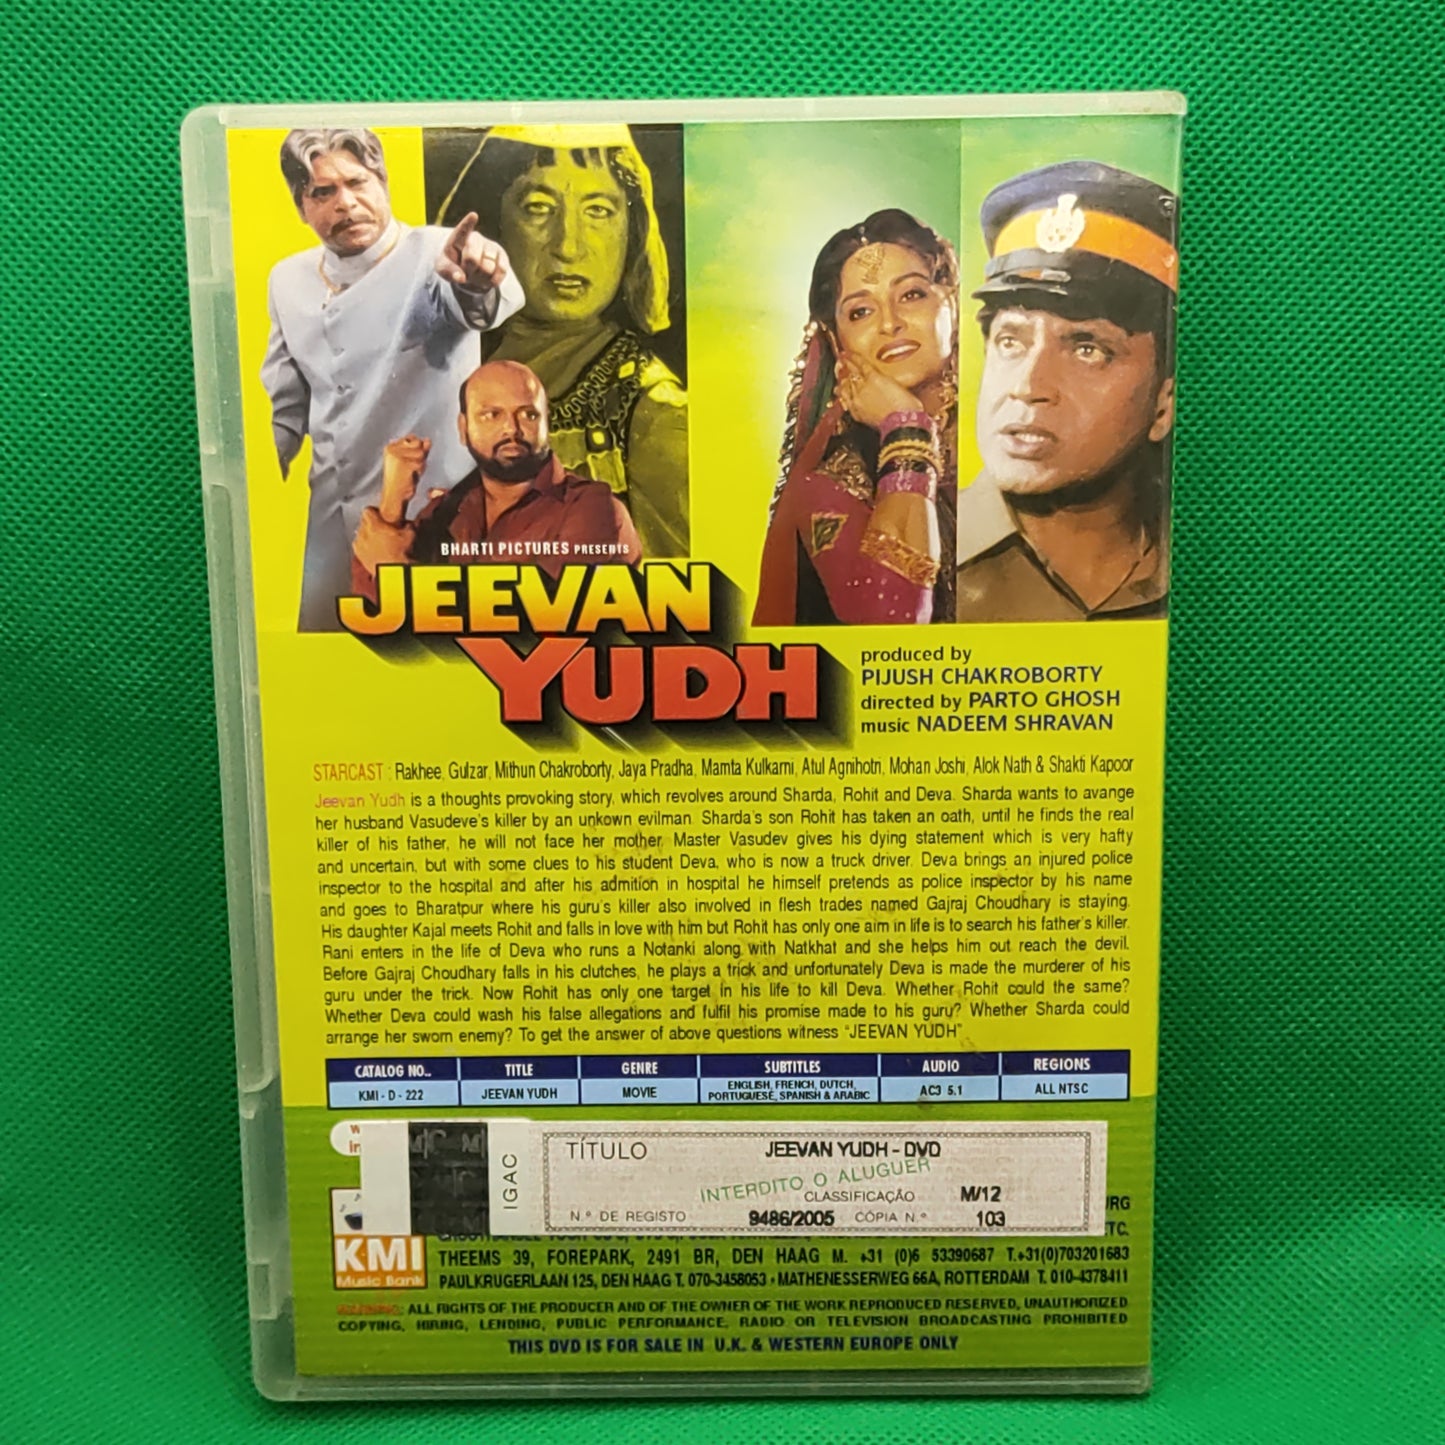 BHARTI PICTURES PRESENTS
JEEVAN
YUDH
produced by
PIJUSH CHAKROBORTY
directed by PARTO GHOSH
music NADEEM SHRAVAN
STARCAST : Rakhee, Gulzar, Mithun Chakroborty, Jaya Pradha, Mamta Kulkarni, Atul Agnihotri, Mohan Joshi, Alok Nath & Shakti Kapoor
Jeevan Yudh is a thoughts provoking story, which revolves around Sharda, Rohit and Deva. Sharda wants to avange
her husband Vasudeve's killer by an unkown evilman. Sharda's son Rohit has taken an oath, until he finds the real
killer of his father, he will not face her mother. Master Vasudev gives his dying statement which is very hafty
and uncertain, but with some clues to his student Deva, who is now a truck driver. Deva brings an injured police
inspector to the hospital and after his admition in hospital he himself pretends as police inspector by his name
and goes to Bharatpur where his guru's killer also involved in flesh trades named Gajraj Choudhary is staying.
His daughter Kajal meets Rohit and falls in love with him but Rohit has only one aim in life is to search his father's killer.
Rani enters in the life of Deva who runs a Notanki along with Natkhat and she helps him out reach the devil.
Before Gajraj Choudhary falls in his clutches, he plays a trick and unfortunately Deva is made the murderer of his
guru under the trick. Now Rohit has only one target in his life to kill Deva. Whether Rohit could the same?
Whether Deva could wash his false allegations and fulfil his promise made to his guru? Whether Sharda could
arrange her sworn enemy? To get the answer of above questions witness "JEEVAN YUDH".
CATALOG NO.. TITLE GENRE SUBTITLES AUDIO REGIONS
KMI - D - 222 JEEVAN YUDH MOVIE ENGLISH, FRENCH, DUTCH, PORTUGUESE, SPANISH & ARABIC AC3 5.1 ALL NTSC
IGAC
TÍTULO JEEVAN YUDH - DVD
INTERDITO O ALUGUER
CLASSIFICAÇÃO M/12
N.º DE REGISTO 9486/2005 CÓPIA N.º 103
URG
ETC.
KMI
Music Bank
THEEMS 39, FOREPARK, 2491 BR, DEN HAAG M. +31 (0)6 53390687 T.+31(0)703201683
PAULKRUGERLAAN 125, DEN HAAG T. 070-3458053 • MATHENESSERWEG 66A, ROTTERDAM T. 010-4378411
WARNING: ALL RIGHTS OF THE PRODUCER AND OF THE OWNER OF THE WORK REPRODUCED RESERVED, UNAUTHORIZED
COPYING, HIRING, LENDING, PUBLIC PERFORMANCE, RADIO OR TELEVISION BROADCASTING PROHIBITED
THIS DVD IS FOR SALE IN U.K. & WESTERN EUROPE ONLY